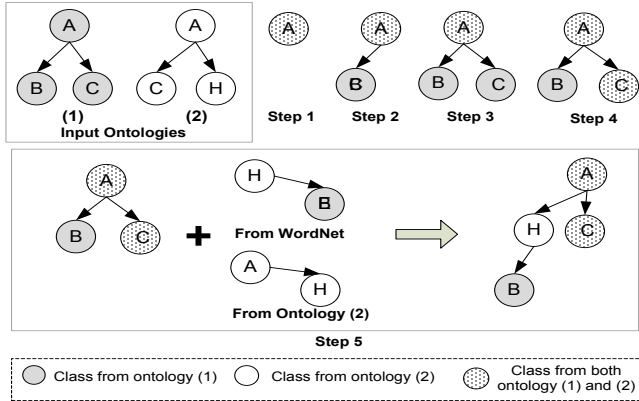 A
B
C
(1)
A
C
H
(2)
Input Ontologies
A
Step 1
A
B
Step 2
A
B
C
Step 3
A
B
C
Step 4
A
B
C
+
H
B
From WordNet
A
H
From Ontology (2)
A
H
C
B
Step 5
Class from ontology (1)
Class from ontology (2)
Class from both
ontology (1) and (2)